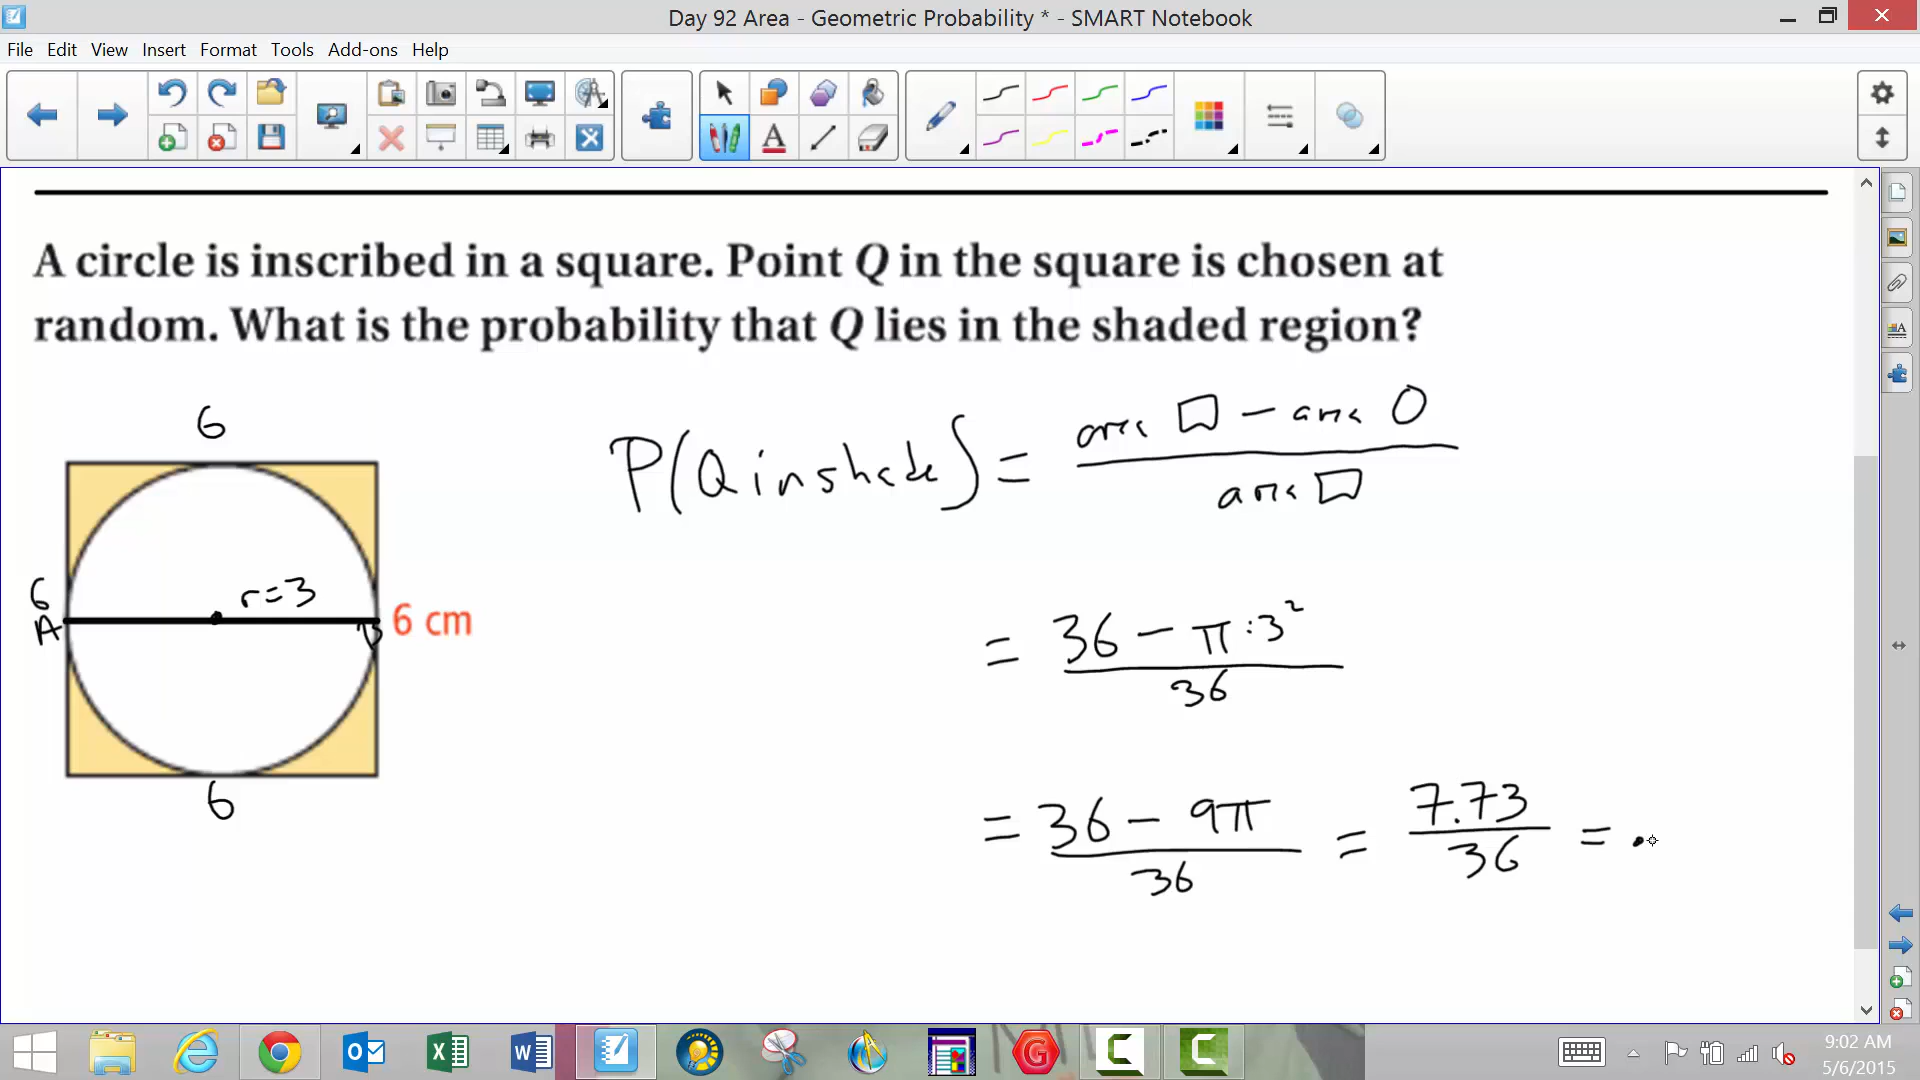 Day 92 Area - Geometric Probability * - SMART Notebook
File Edit View Insert Format Tools Add-ons Help
A circle is inscribed in a square. Point Q in the square is chosen at
random. What is the probability that Q lies in the shaded region?
6
P(Q in shade) = area □ - area O
area □
6
r=3
A
B
6 cm
= 36 - π·3²
36
6
= 36 - 9π
36
= 7.73
36
= .
9:02 AM
5/6/2015